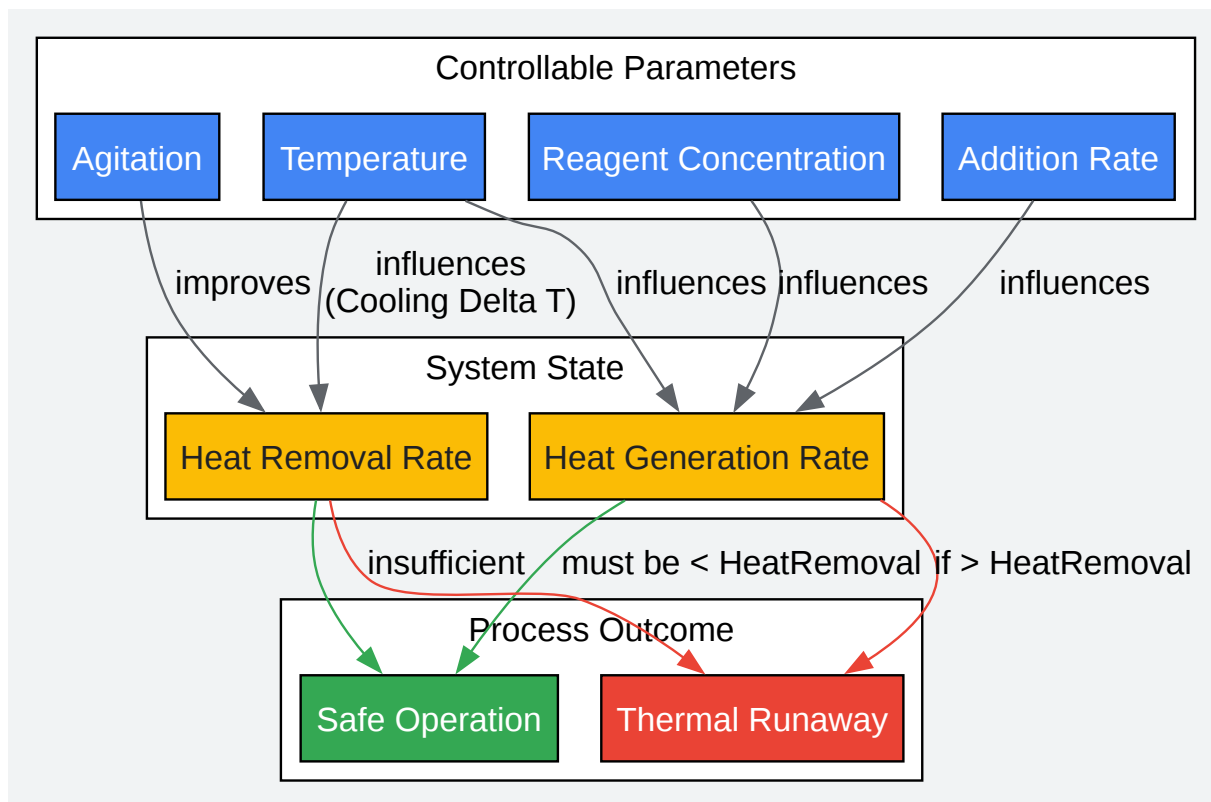 Controllable Parameters
Agitation
Temperature
Reagent Concentration
Addition Rate
improves
influences
(Cooling Delta T)
influences
influences
influences
System State
Heat Removal Rate
Heat Generation Rate
insufficient
must be < HeatRemoval
if > HeatRemoval
Process Outcome
Safe Operation
Thermal Runaway